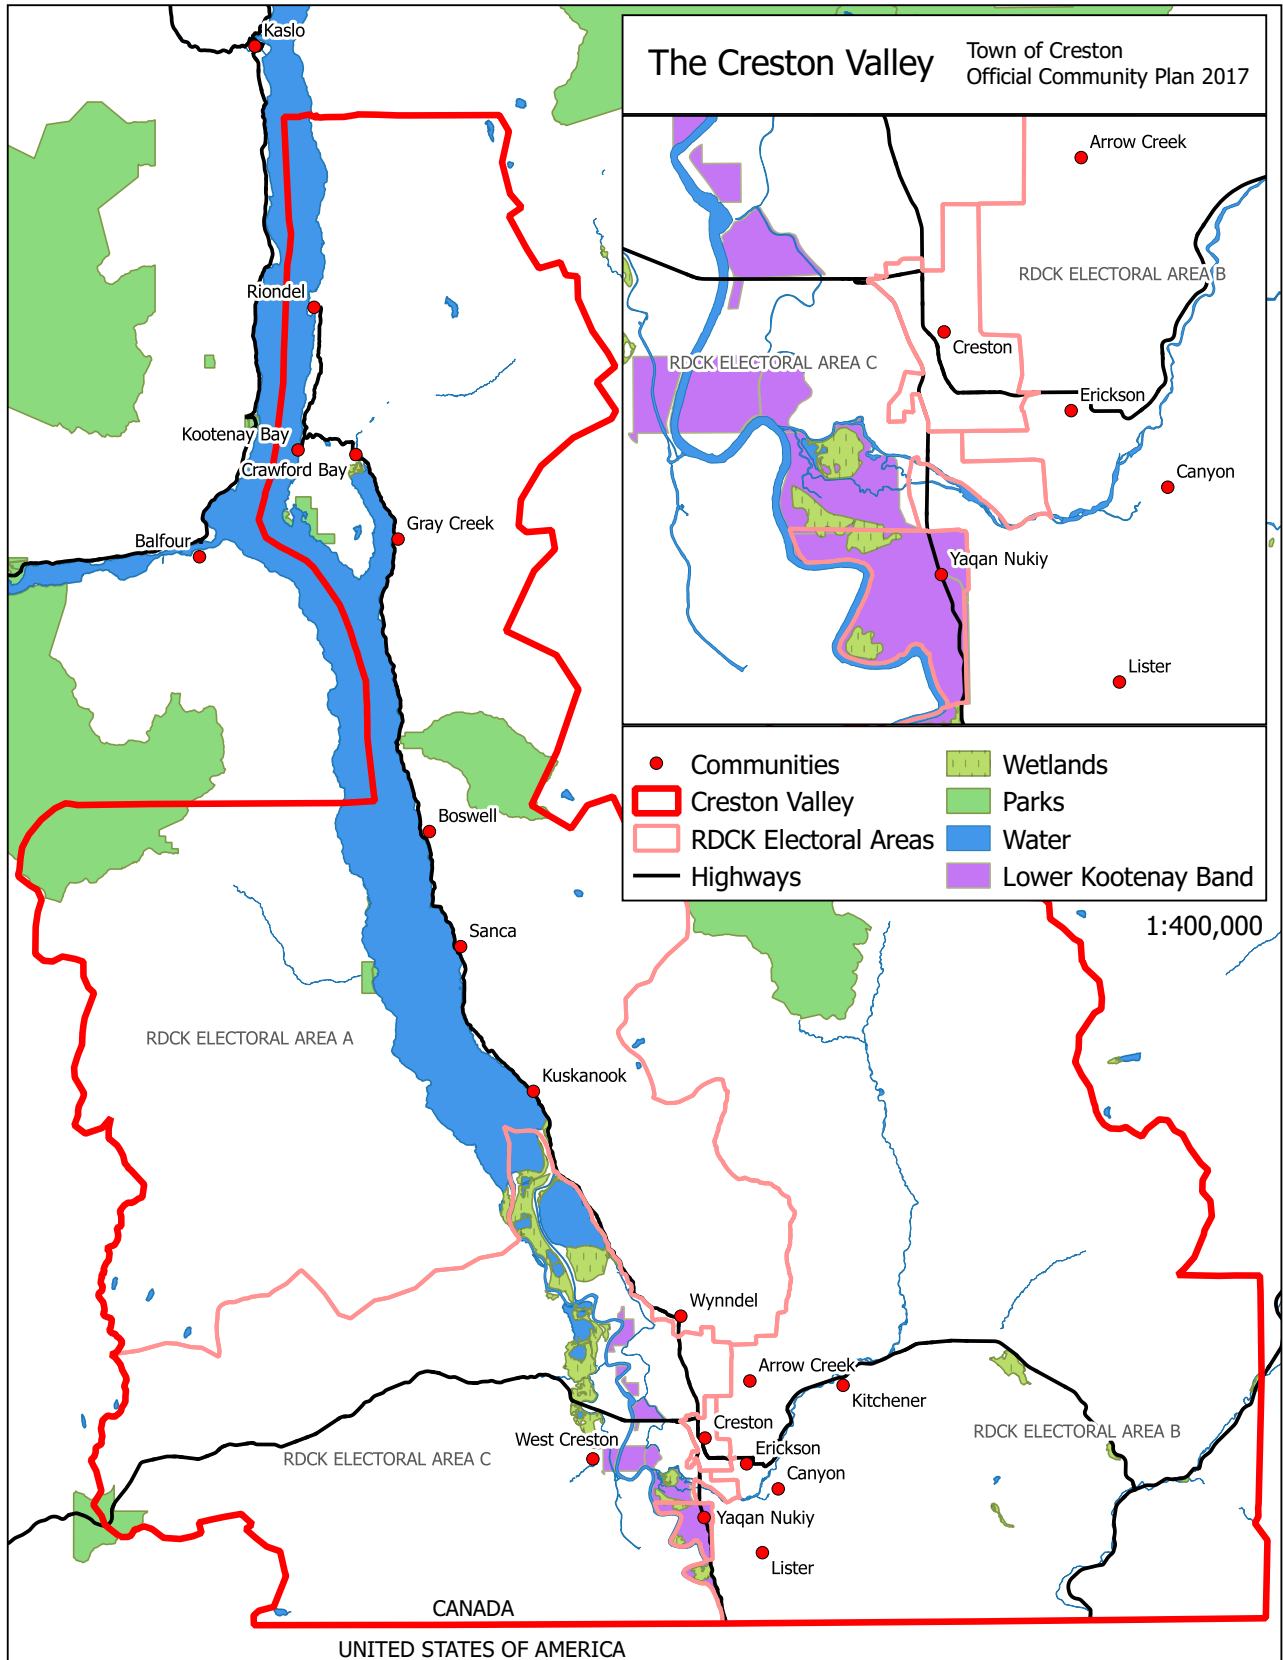 Kaslo
The Creston Valley
Town of Creston
Official Community Plan 2017
Arrow Creek
RDCK ELECTORAL AREA B
Creston
RDCK ELECTORAL AREA C
Erickson
Canyon
Yaqan Nukiy
Lister
Communities
Creston Valley
RDCK Electoral Areas
Highways
Wetlands
Parks
Water
Lower Kootenay Band
1:400,000
Riondel
Kootenay Bay
Crawford Bay
Gray Creek
Balfour
Boswell
Sanca
RDCK ELECTORAL AREA A
Kuskanook
Wynndel
Arrow Creek
Kitchener
Creston
West Creston
Erickson
RDCK ELECTORAL AREA B
RDCK ELECTORAL AREA C
Canyon
Yaqan Nukiy
Lister
CANADA
UNITED STATES OF AMERICA